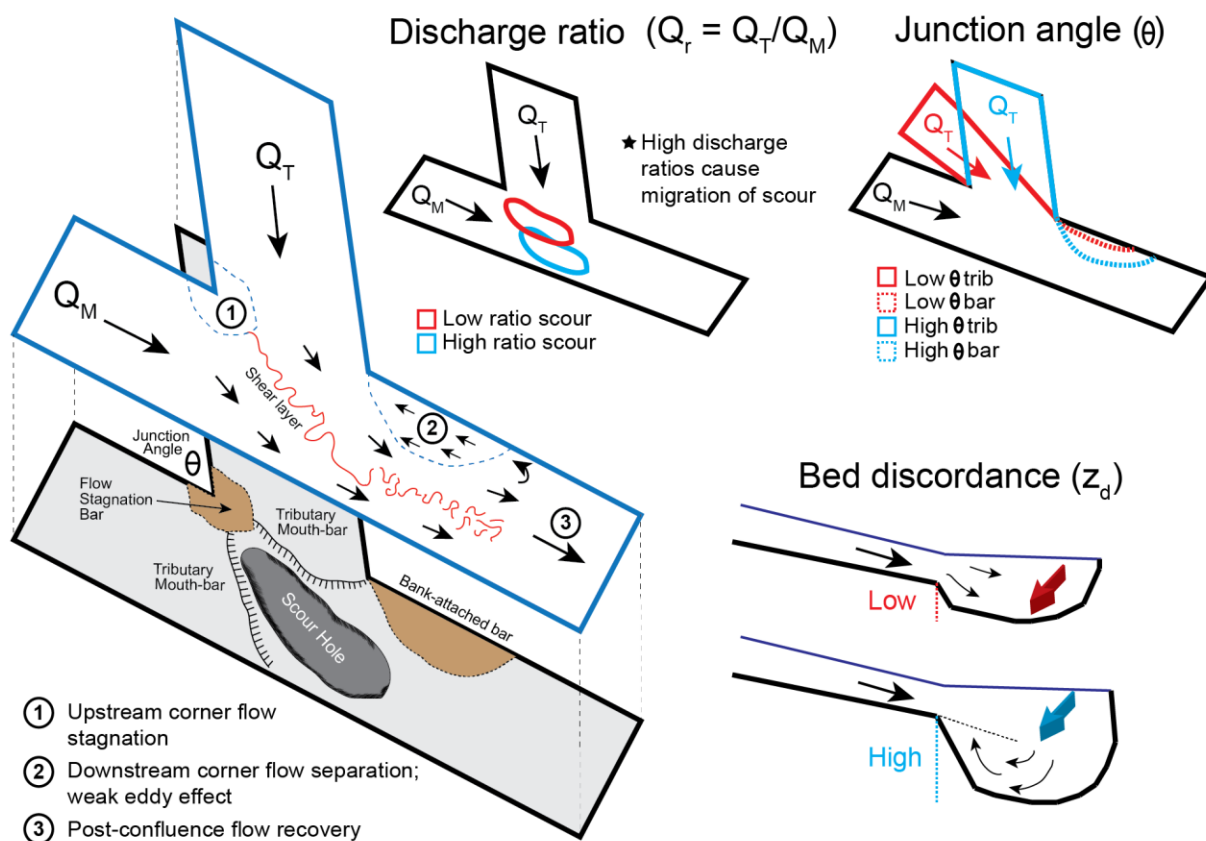 Discharge ratio (Qr = QT/QM)
QT
QM
★ High discharge
ratios cause
migration of scour
Low ratio scour
High ratio scour
Junction angle (θ)
QT
QT
QM
Low θ trib
Low θ bar
High θ trib
High θ bar
QT
QM
1
Shear layer
2
3
Junction
Angle
θ
Flow
Stagnation
Bar
Tributary
Mouth-bar
Tributary
Mouth-bar
Scour Hole
Bank-attached bar
1 Upstream corner flow
stagnation
2 Downstream corner flow separation;
weak eddy effect
3 Post-confluence flow recovery
Bed discordance (zd)
Low
High